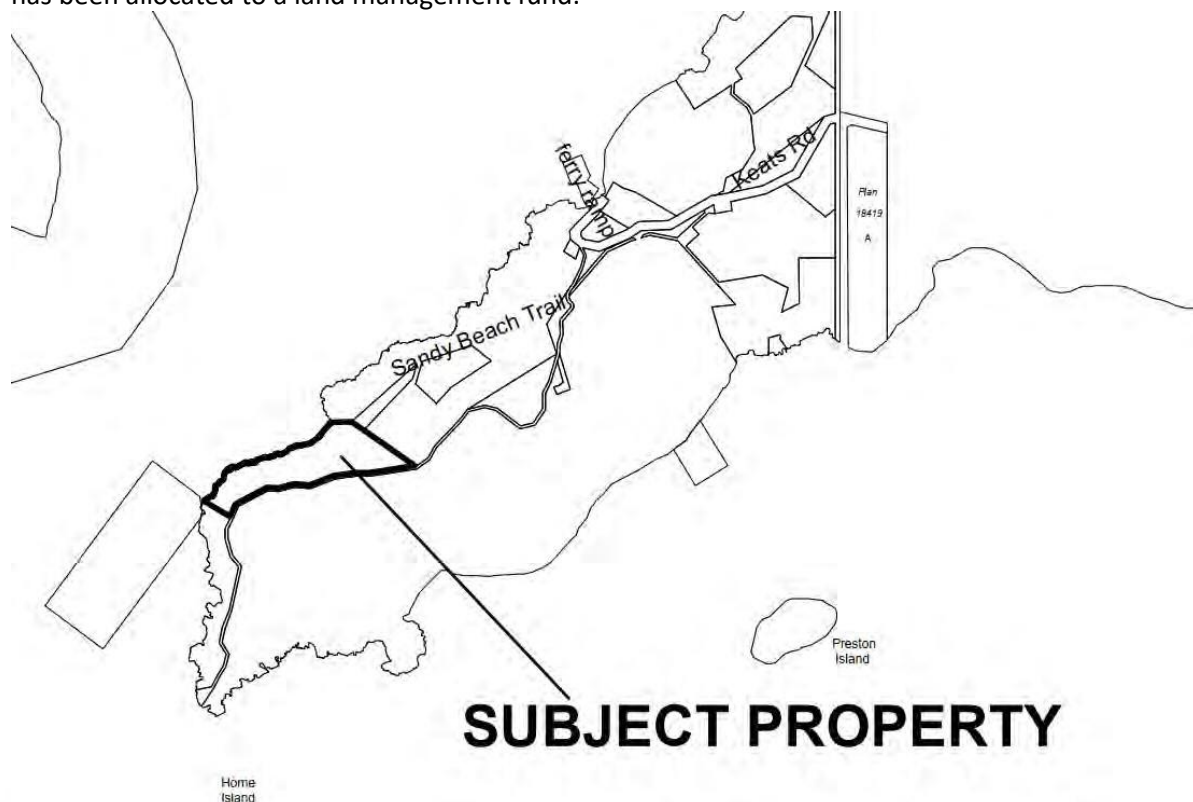 has been allocated to a land management fund.
ferry ramp
Keats Rd
Plan
18419
A
Sandy Beach Trail
Preston
Island
SUBJECT PROPERTY
Home
Island